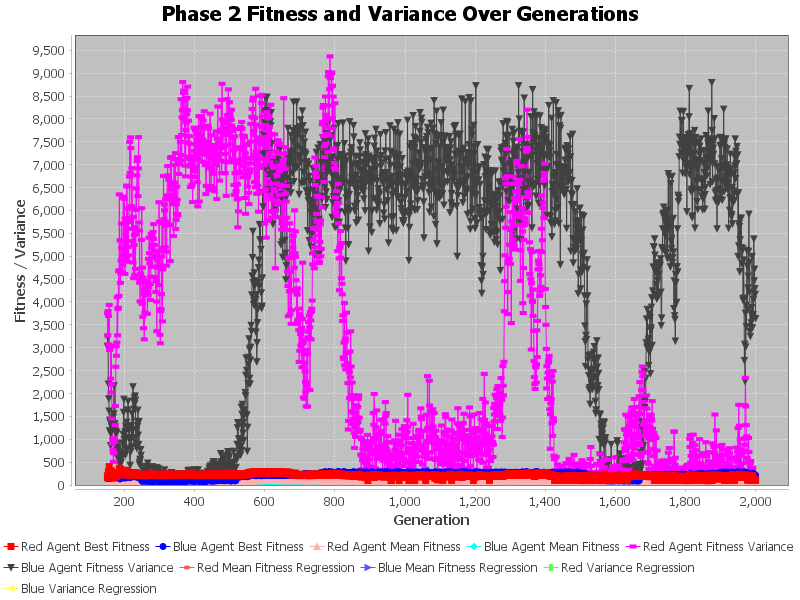 Phase 2 Fitness and Variance Over Generations
Fitness / Variance
9,500
9,000
8,500
8,000
7,500
7,000
6,500
6,000
5,500
5,000
4,500
4,000
3,500
3,000
2,500
2,000
1,500
1,000
500
0
200 400 600 800 1,000 1,200 1,400 1,600 1,800 2,000
Generation
Red Agent Best Fitness Blue Agent Best Fitness Red Agent Mean Fitness Blue Agent Mean Fitness Red Agent Fitness Variance
Blue Agent Fitness Variance Red Mean Fitness Regression Blue Mean Fitness Regression Red Variance Regression
Blue Variance Regression